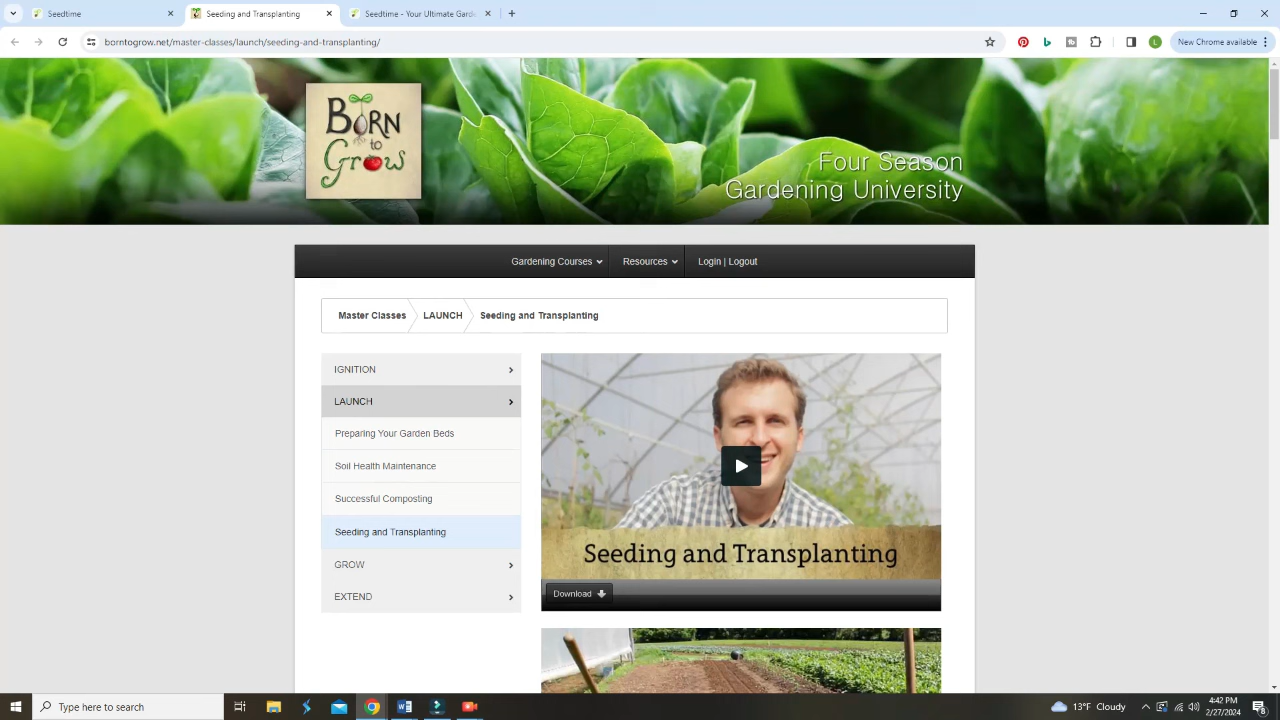 Seedtime
Seeding and Transplanting
Seedtime - Your Ultimate Gard
borntogrow.net/master-classes/launch/seeding-and-transplanting/
L
New Chrome available
BORN
to
GROW
Four Season
Gardening University
Gardening Courses
Resources
Login | Logout
Master Classes
LAUNCH
Seeding and Transplanting
IGNITION
LAUNCH
Preparing Your Garden Beds
Soil Health Maintenance
Successful Composting
Seeding and Transplanting
GROW
EXTEND
Seeding and Transplanting
Download
Type here to search
13°F Cloudy
4:42 PM
2/27/2024
8